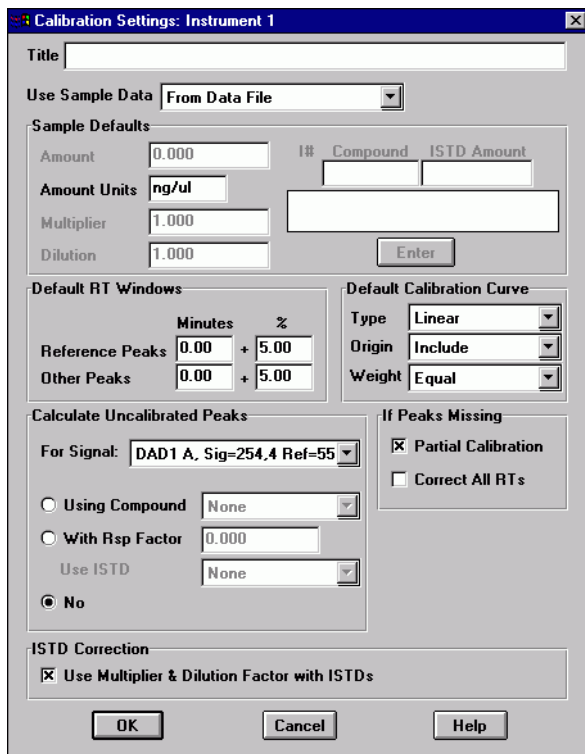 Calibration Settings: Instrument 1
Title
Use Sample Data From Data File
Sample Defaults
Amount 0.000
I# Compound ISTD Amount
Amount Units ng/ul
Multiplier 1.000
Dilution 1.000
Enter
Default RT Windows
Minutes %
Reference Peaks 0.00 + 5.00
Other Peaks 0.00 + 5.00
Default Calibration Curve
Type Linear
Origin Include
Weight Equal
Calculate Uncalibrated Peaks
For Signal: DAD1 A, Sig=254,4 Ref=55
Using Compound None
With Rsp Factor 0.000
Use ISTD None
No
If Peaks Missing
Partial Calibration
Correct All RTs
ISTD Correction
Use Multiplier & Dilution Factor with ISTDs
OK Cancel Help